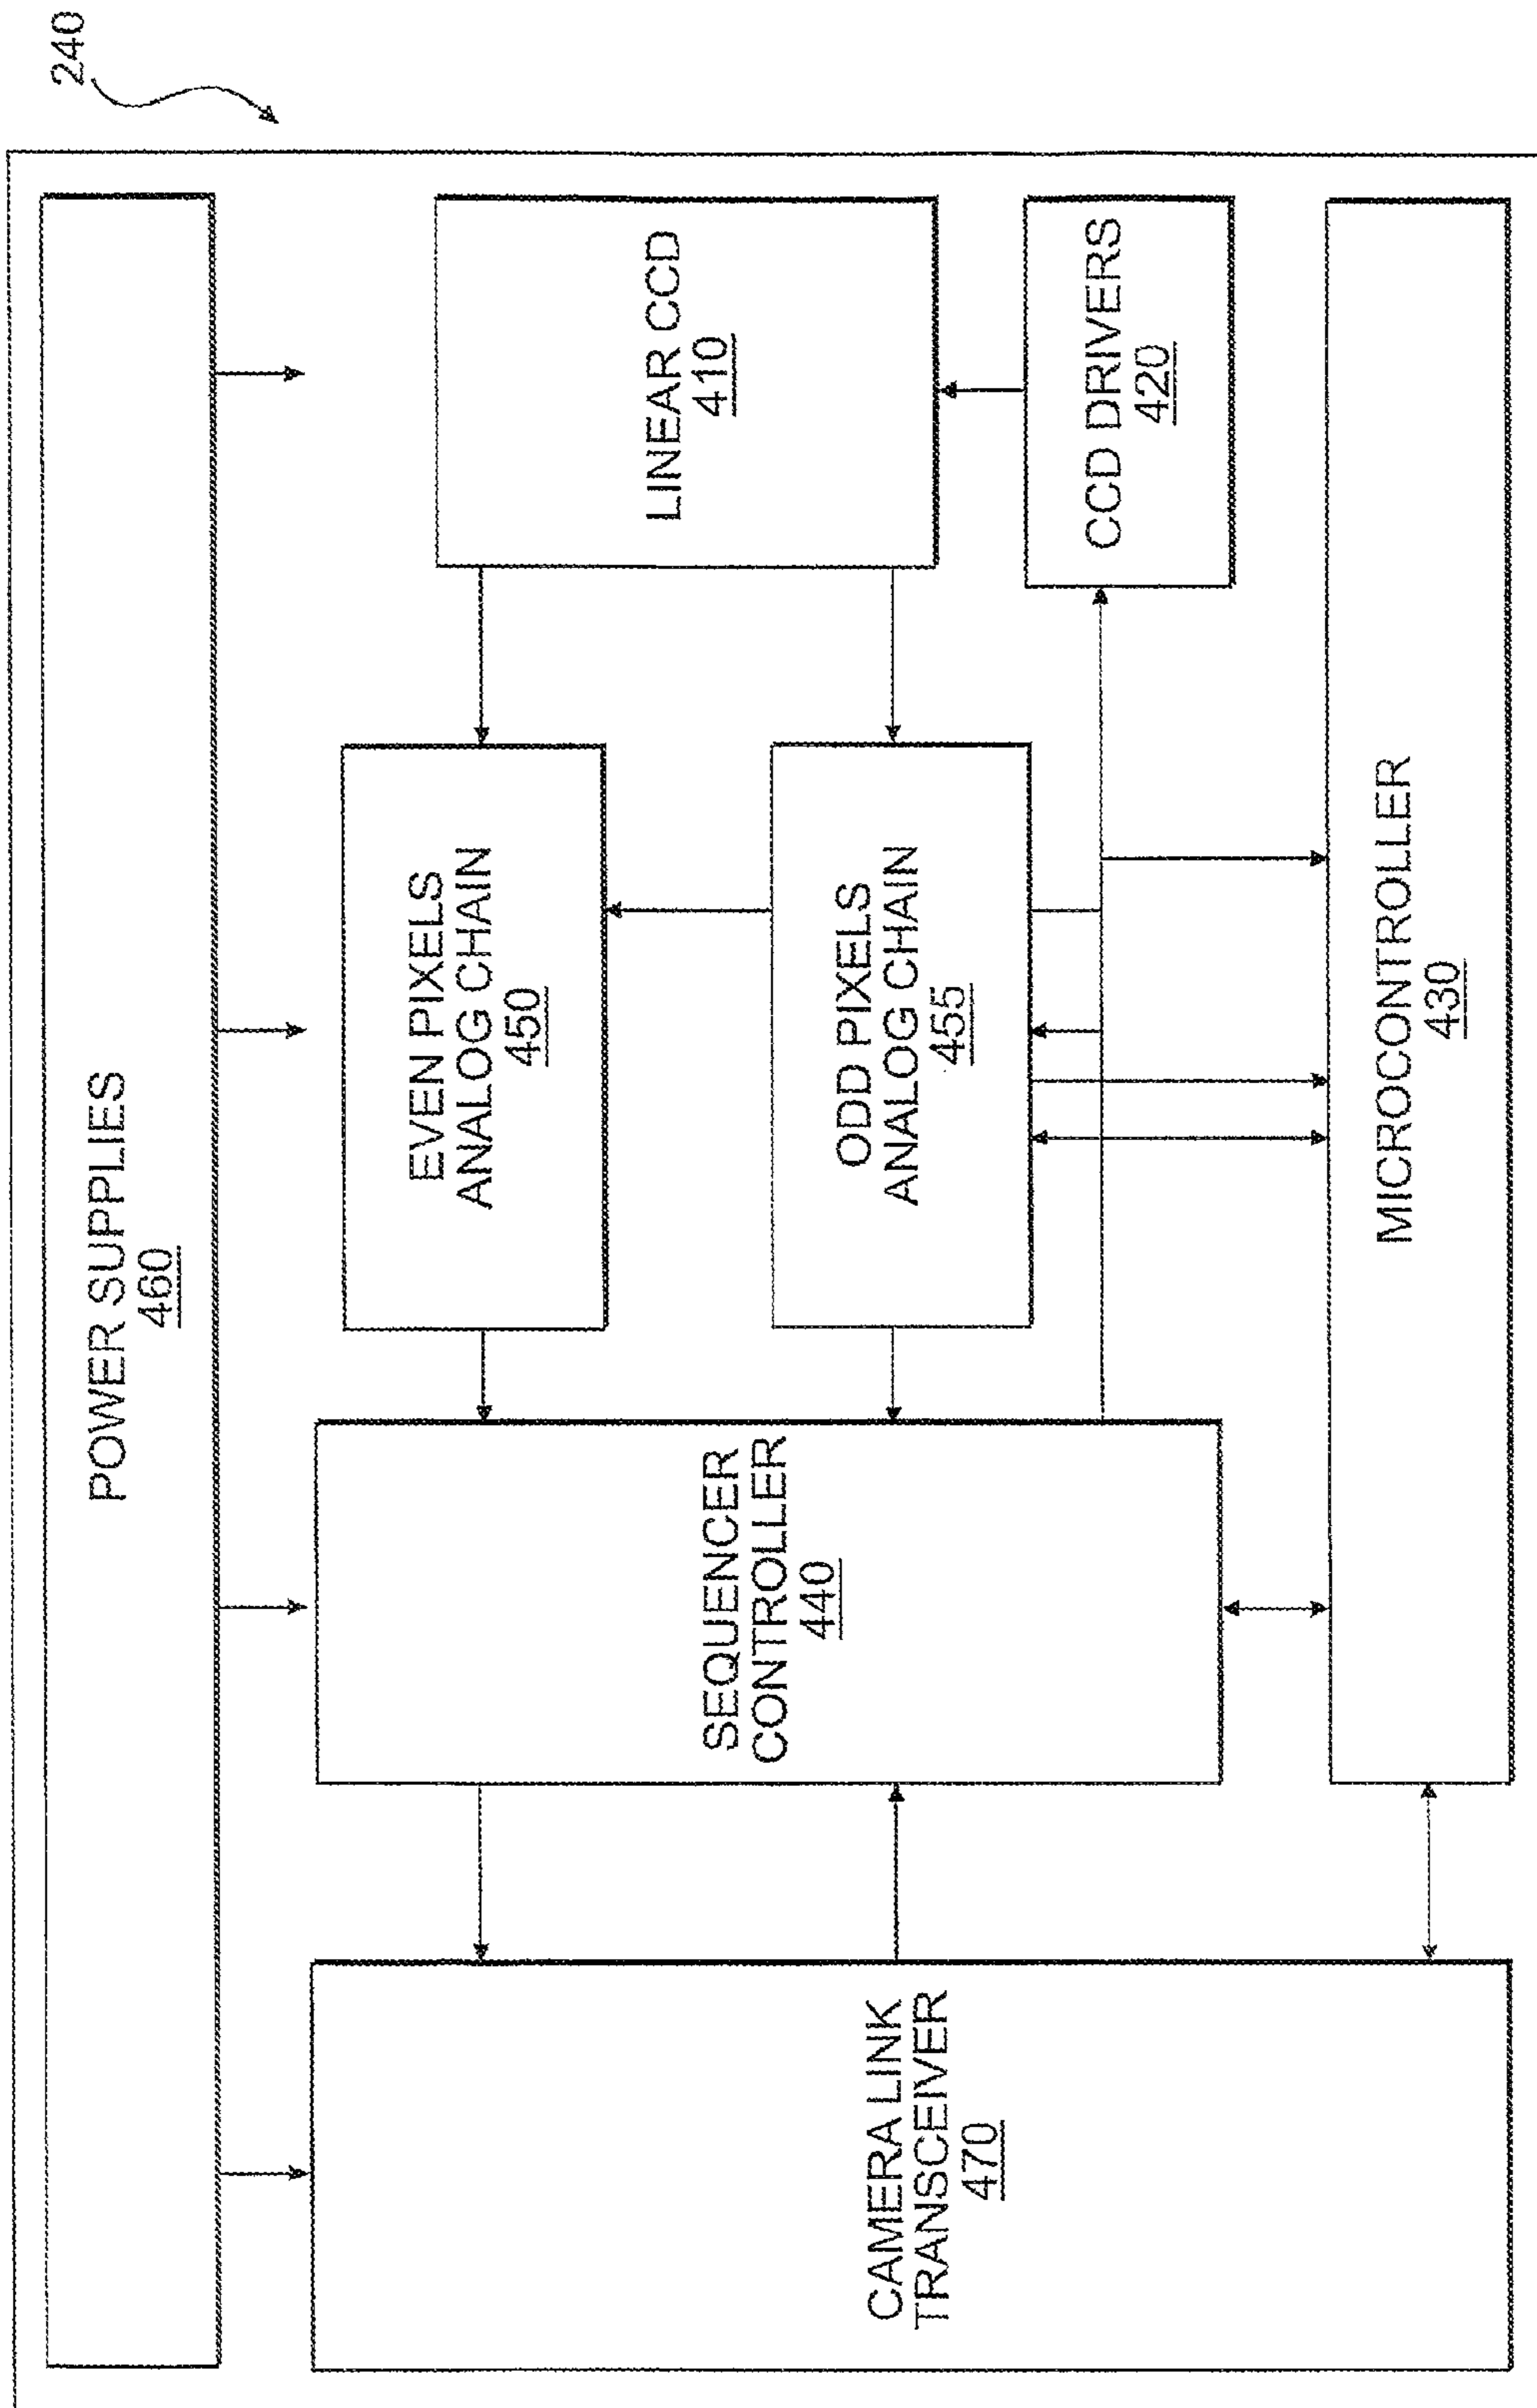 240
POWER SUPPLIES
460
LINEAR CCD
410
CCD DRIVERS
420
EVEN PIXELS
ANALOG CHAIN
450
ODD PIXELS
ANALOG CHAIN
455
MICROCONTROLLER
430
SEQUENCER
CONTROLLER
440
CAMERA LINK
TRANSCEIVER
470